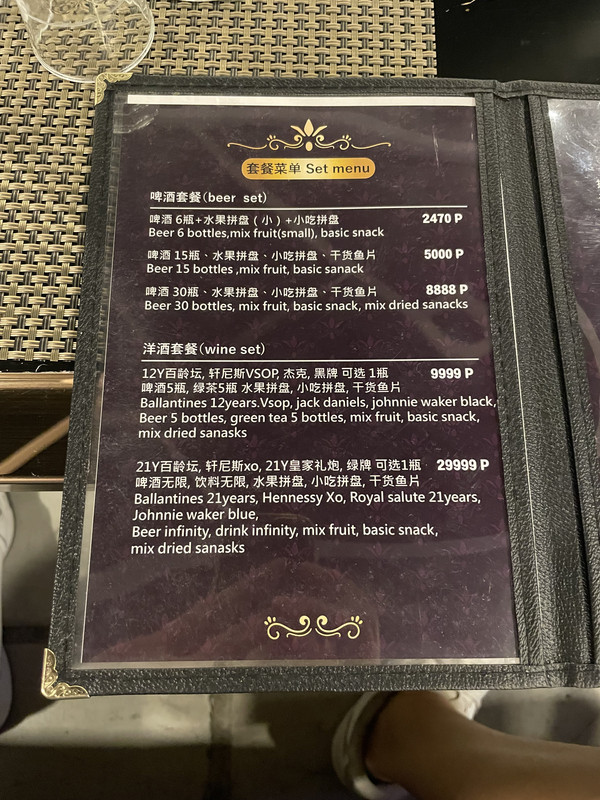 套餐菜单 Set menu
啤酒套餐(beer set)
啤酒 6瓶+水果拼盘（小）+小吃拼盘 2470 P
Beer 6 bottles,mix fruit(small), basic snack
啤酒 15瓶、水果拼盘、小吃拼盘、干货鱼片 5000 P
Beer 15 bottles ,mix fruit, basic sanack
啤酒 30瓶、水果拼盘、小吃拼盘、干货鱼片 8888 P
Beer 30 bottles, mix fruit, basic snack, mix dried sanacks
洋酒套餐(wine set)
12Y百龄坛, 轩尼斯VSOP, 杰克, 黑牌 可选 1瓶 9999 P
啤酒5瓶, 绿茶5瓶 水果拼盘, 小吃拼盘, 干货鱼片
Ballantines 12years.Vsop, jack daniels, johnnie waker black,
Beer 5 bottles, green tea 5 bottles, mix fruit, basic snack,
mix dried sanasks
21Y百龄坛, 轩尼斯xo, 21Y皇家礼炮, 绿牌 可选1瓶 29999 P
啤酒无限, 饮料无限, 水果拼盘, 小吃拼盘, 干货鱼片
Ballantines 21years, Hennessy Xo, Royal salute 21years,
Johnnie waker blue,
Beer infinity, drink infinity, mix fruit, basic snack,
mix dried sanasks